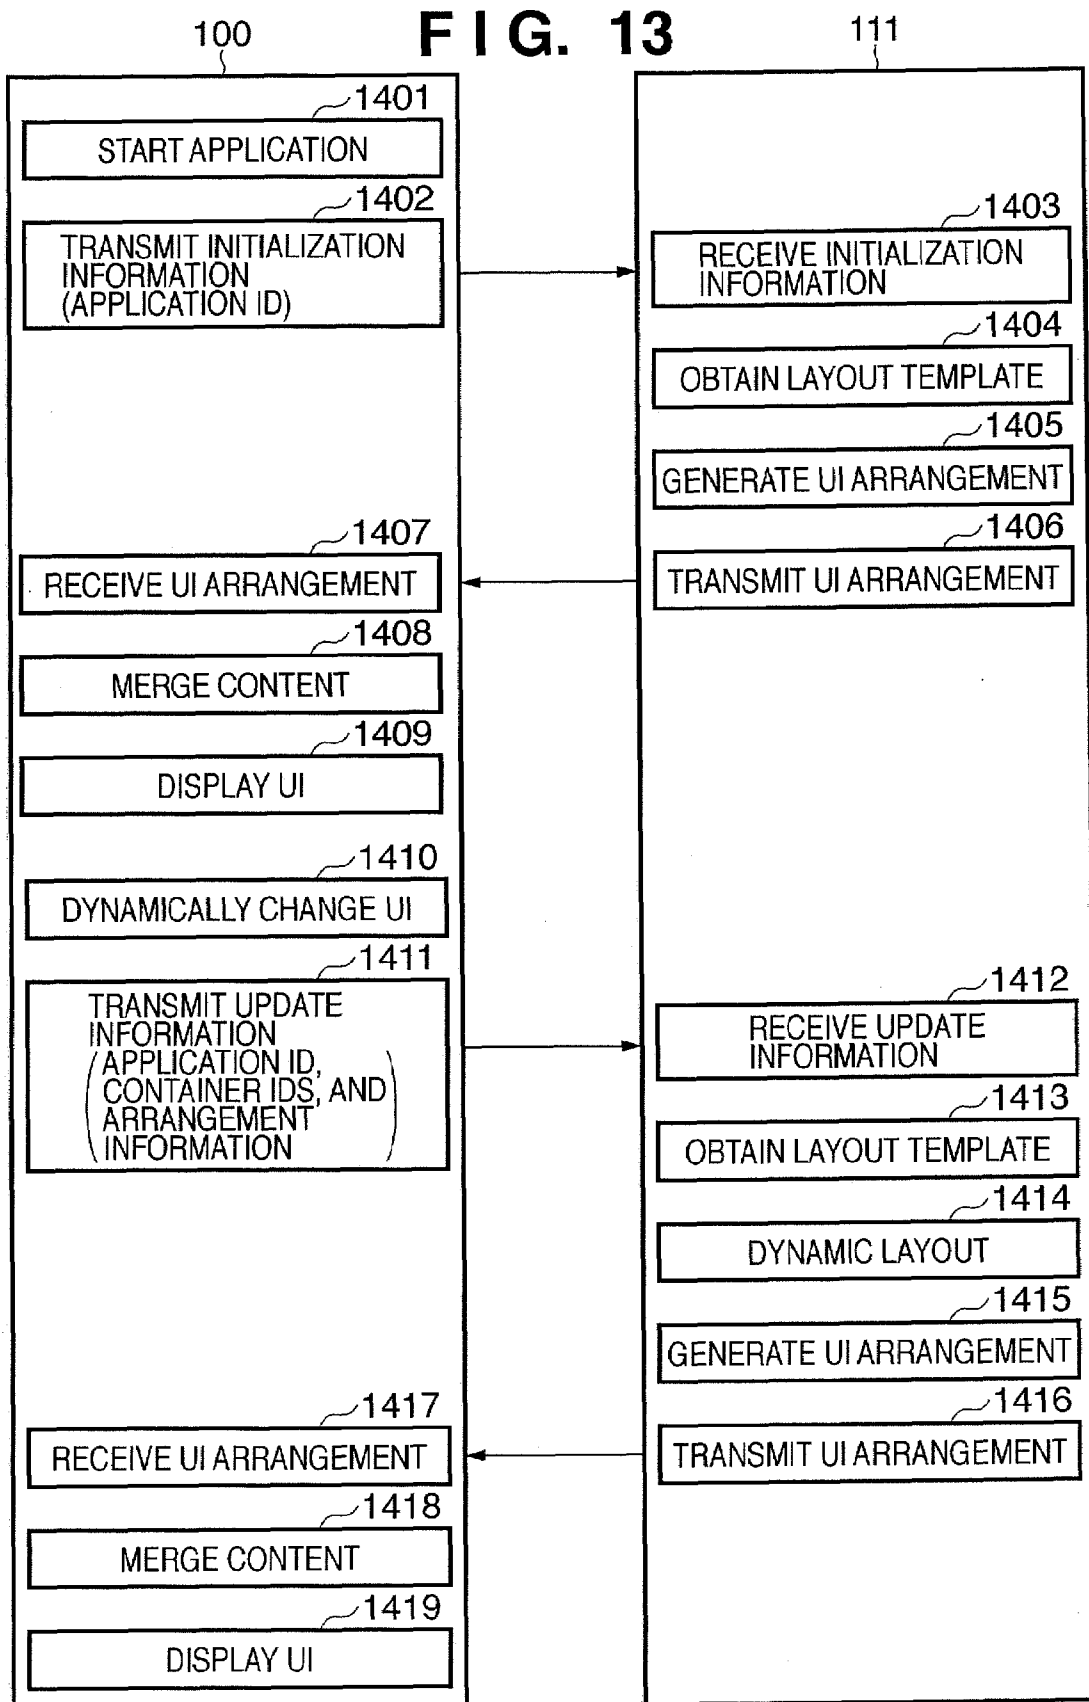 FIG. 13
100
111
1401
START APPLICATION
1402
TRANSMIT INITIALIZATION
INFORMATION
(APPLICATION ID)
1403
RECEIVE INITIALIZATION
INFORMATION
1404
OBTAIN LAYOUT TEMPLATE
1405
GENERATE UI ARRANGEMENT
1406
TRANSMIT UI ARRANGEMENT
1407
RECEIVE UI ARRANGEMENT
1408
MERGE CONTENT
1409
DISPLAY UI
1410
DYNAMICALLY CHANGE UI
1411
TRANSMIT UPDATE
INFORMATION
(APPLICATION ID,
CONTAINER IDS, AND
ARRANGEMENT
INFORMATION)
1412
RECEIVE UPDATE
INFORMATION
1413
OBTAIN LAYOUT TEMPLATE
1414
DYNAMIC LAYOUT
1415
GENERATE UI ARRANGEMENT
1416
TRANSMIT UI ARRANGEMENT
1417
RECEIVE UI ARRANGEMENT
1418
MERGE CONTENT
1419
DISPLAY UI